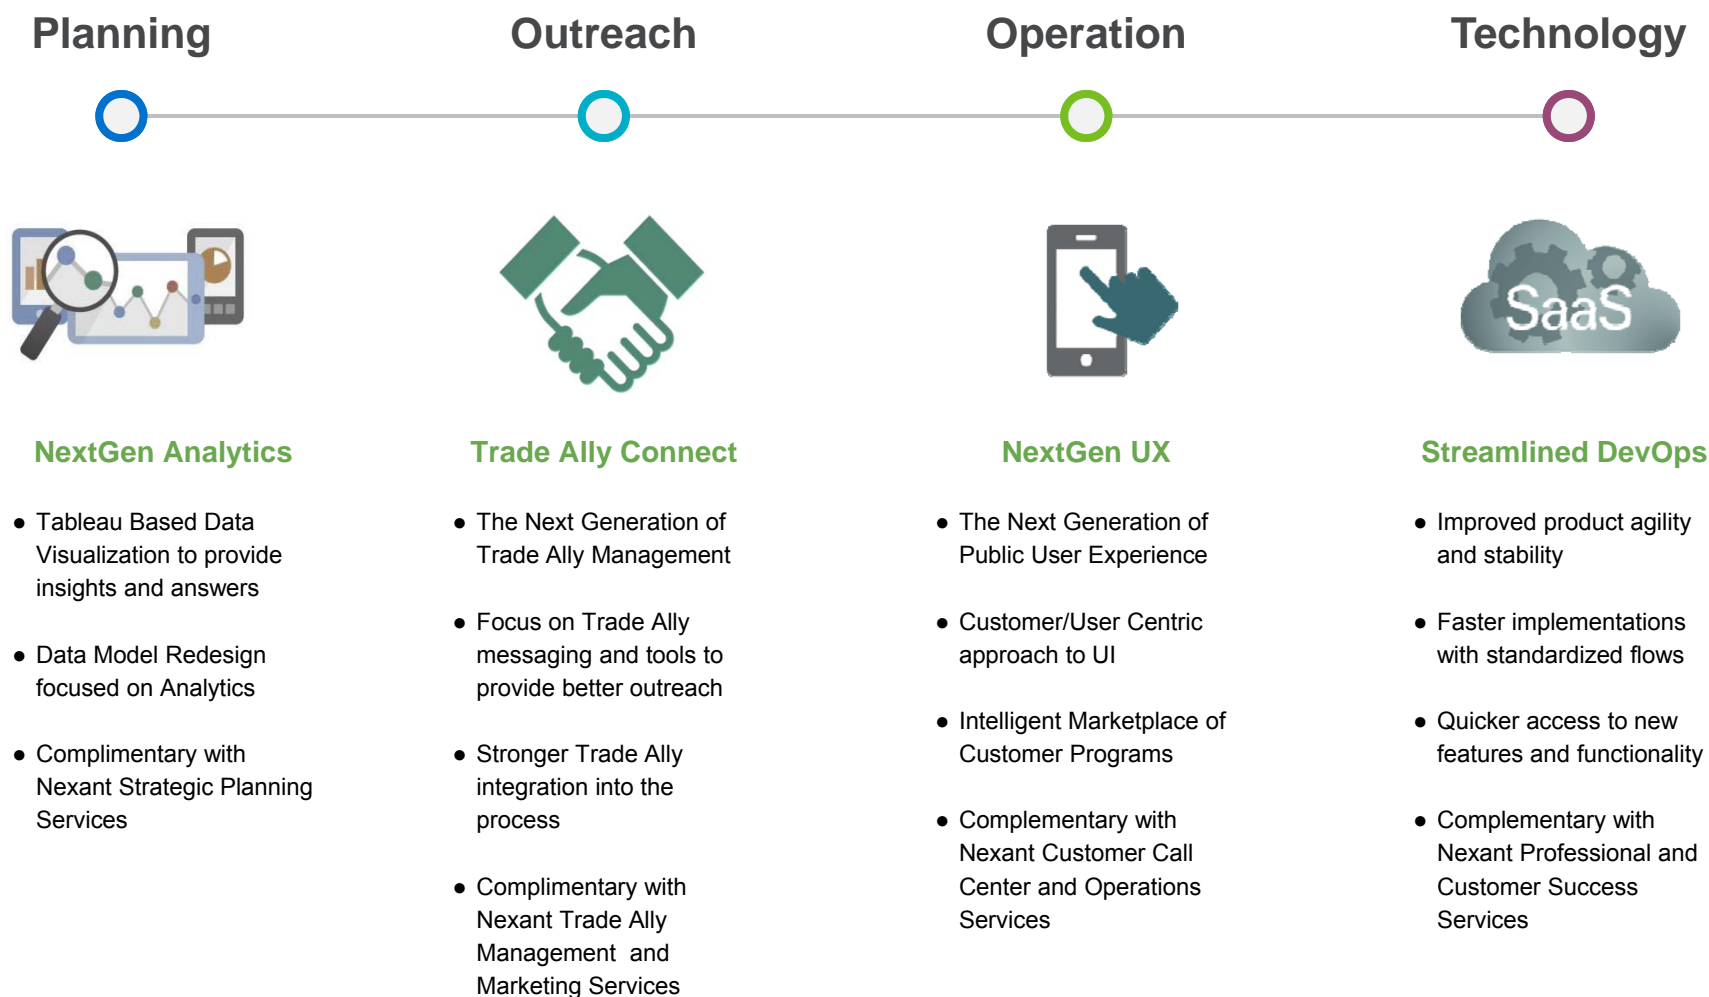 Planning
Outreach
Operation
Technology
SaaS
NextGen Analytics
● Tableau Based Data
Visualization to provide
insights and answers
● Data Model Redesign
focused on Analytics
● Complimentary with
Nexant Strategic Planning
Services
Trade Ally Connect
● The Next Generation of
Trade Ally Management
● Focus on Trade Ally
messaging and tools to
provide better outreach
● Stronger Trade Ally
integration into the
process
● Complimentary with
Nexant Trade Ally
Management  and
Marketing Services
NextGen UX
● The Next Generation of
Public User Experience
● Customer/User Centric
approach to UI
● Intelligent Marketplace of
Customer Programs
● Complementary with
Nexant Customer Call
Center and Operations
Services
Streamlined DevOps
● Improved product agility
and stability
● Faster implementations
with standardized flows
● Quicker access to new
features and functionality
● Complementary with
Nexant Professional and
Customer Success
Services